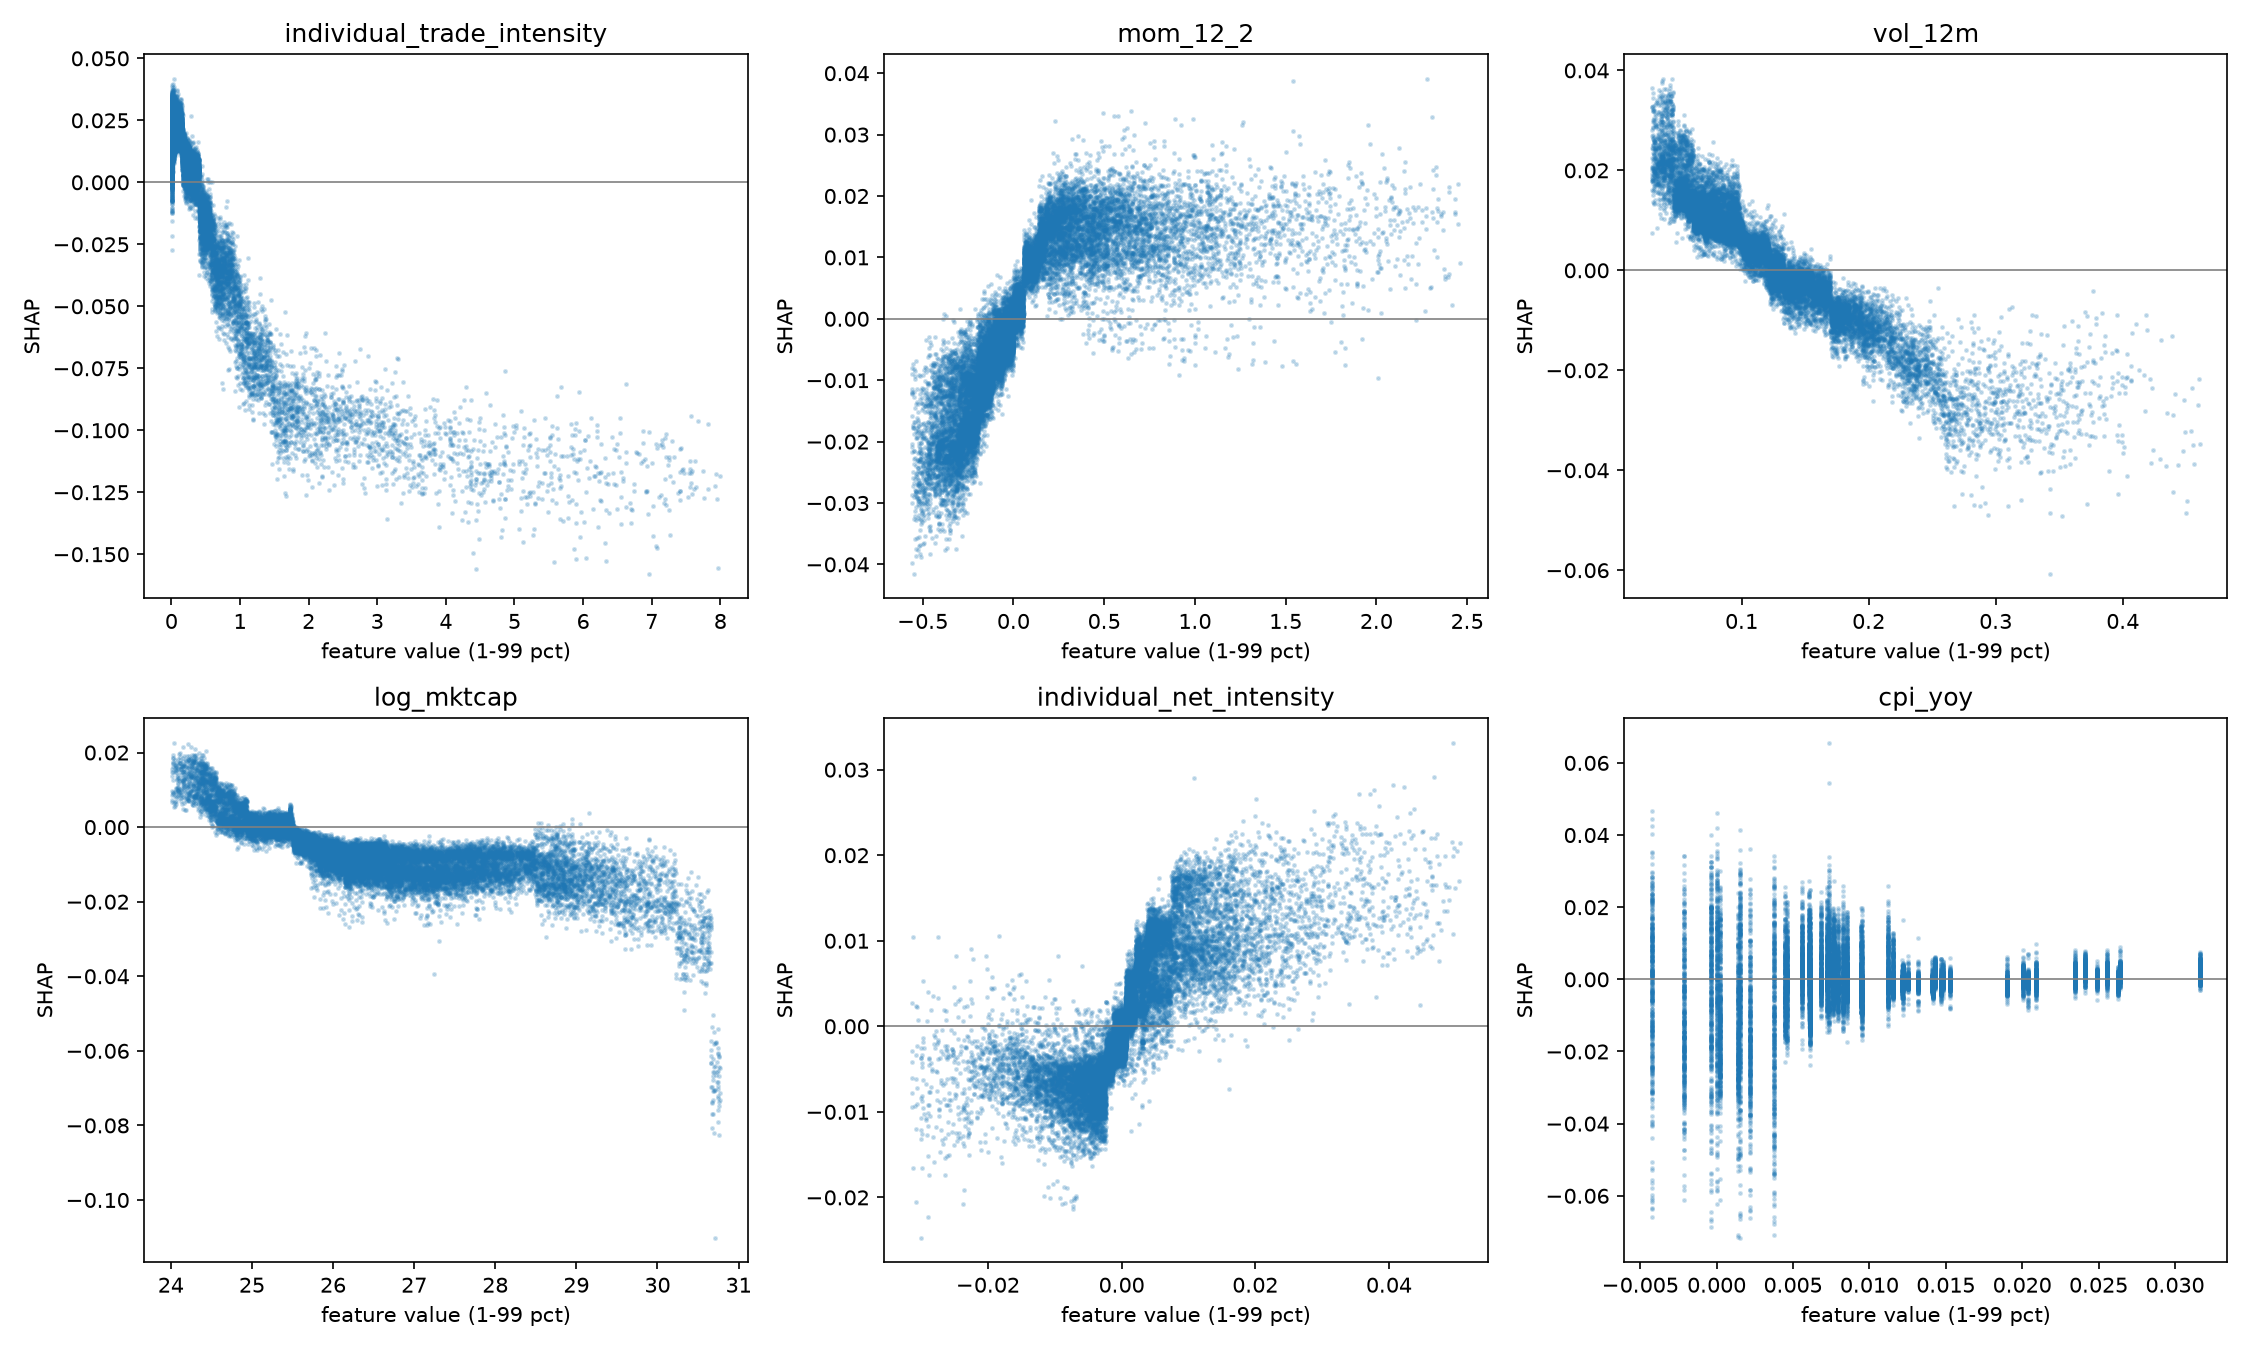 individual_trade_intensity
SHAP
0.050
0.025
0.000
−0.025
−0.050
−0.075
−0.100
−0.125
−0.150
0 1 2 3 4 5 6 7 8
feature value (1-99 pct)
mom_12_2
SHAP
0.04
0.03
0.02
0.01
0.00
−0.01
−0.02
−0.03
−0.04
−0.5 0.0 0.5 1.0 1.5 2.0 2.5
feature value (1-99 pct)
vol_12m
SHAP
0.04
0.02
0.00
−0.02
−0.04
−0.06
0.1 0.2 0.3 0.4
feature value (1-99 pct)
log_mktcap
SHAP
0.02
0.00
−0.02
−0.04
−0.06
−0.08
−0.10
24 25 26 27 28 29 30 31
feature value (1-99 pct)
individual_net_intensity
SHAP
0.03
0.02
0.01
0.00
−0.01
−0.02
−0.02 0.00 0.02 0.04
feature value (1-99 pct)
cpi_yoy
SHAP
0.06
0.04
0.02
0.00
−0.02
−0.04
−0.06
−0.005 0.000 0.005 0.010 0.015 0.020 0.025 0.030
feature value (1-99 pct)